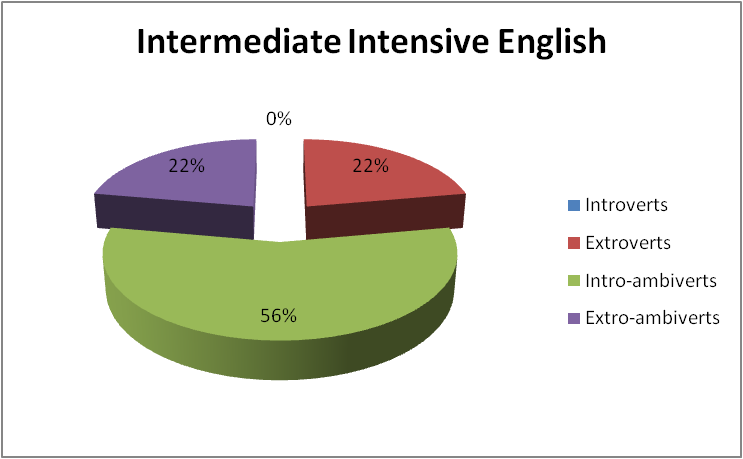 Intermediate Intensive English
0%
22%
22%
56%
Introverts
Extroverts
Intro-ambiverts
Extro-ambiverts